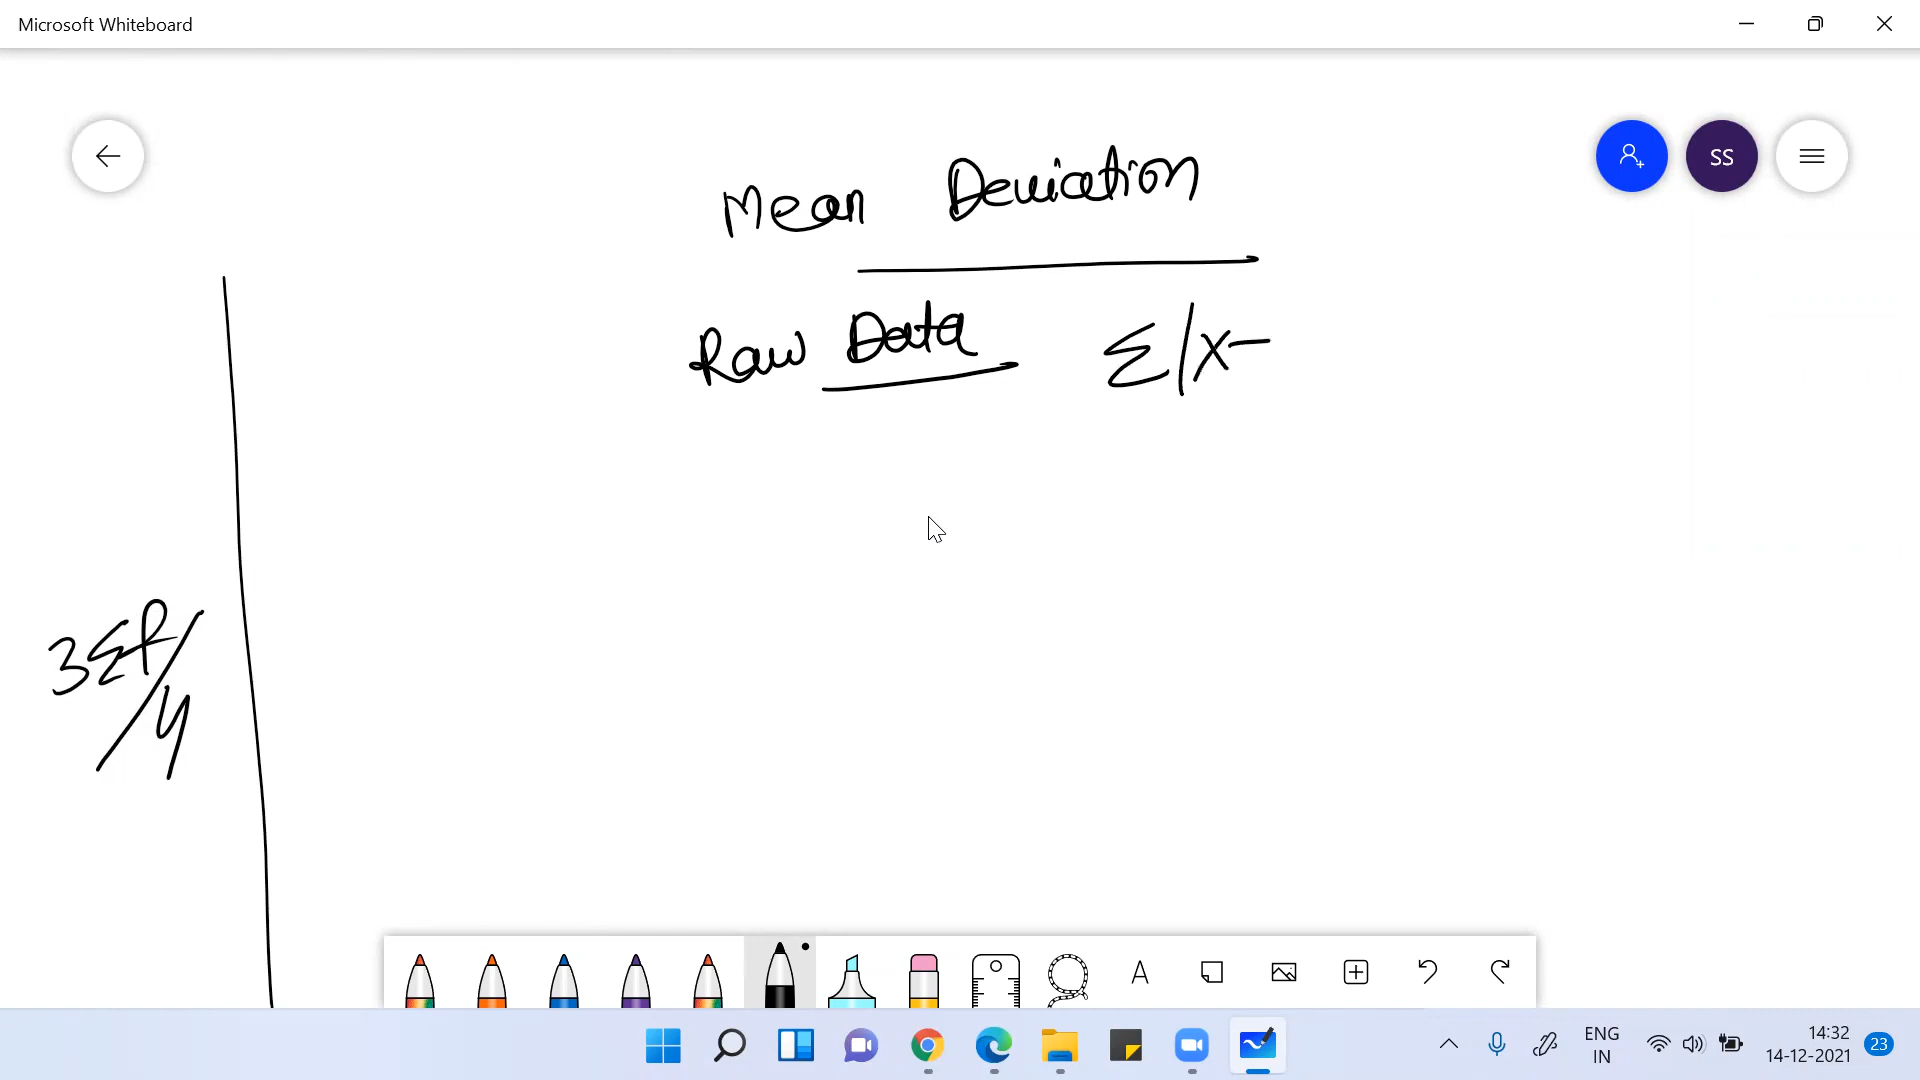 Microsoft Whiteboard
SS
Mean Deviation
Raw Data Σ|x-
3Σf/
/4
A
ENG
IN
14:32
14-12-2021
23